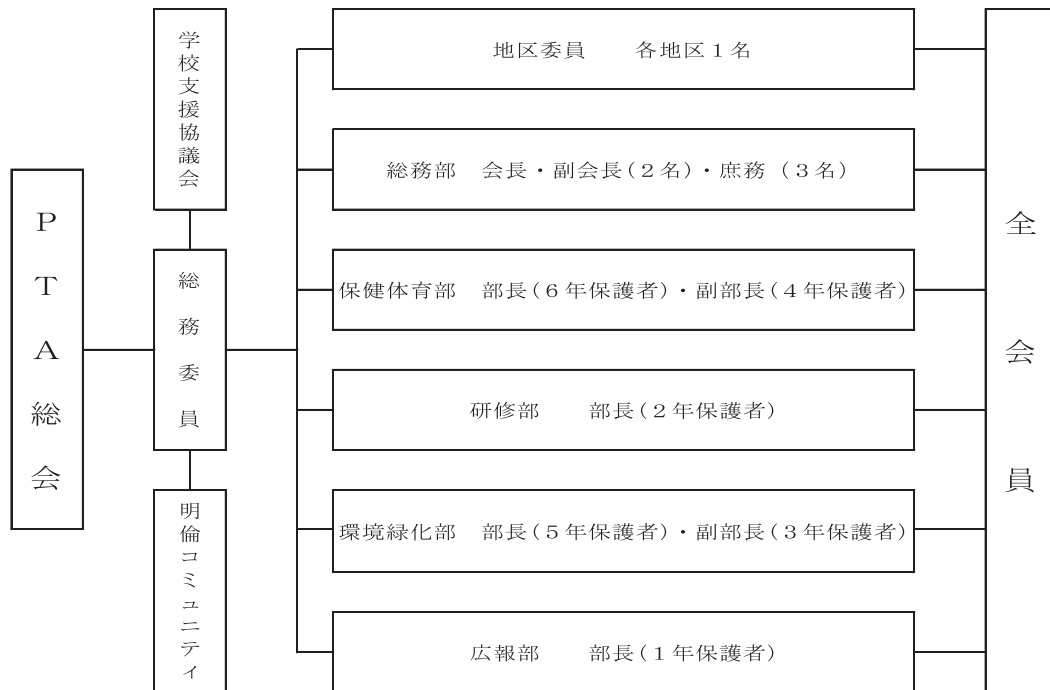 PTA総会
学校支援協議会
総務委員
明倫コミュニティ
地区委員　各地区1名
総務部　会長・副会長(2名)・庶務(3名)
保健体育部　部長(6年保護者)・副部長(4年保護者)
研修部　部長(2年保護者)
環境緑化部　部長(5年保護者)・副部長(3年保護者)
広報部　部長(1年保護者)
全会員